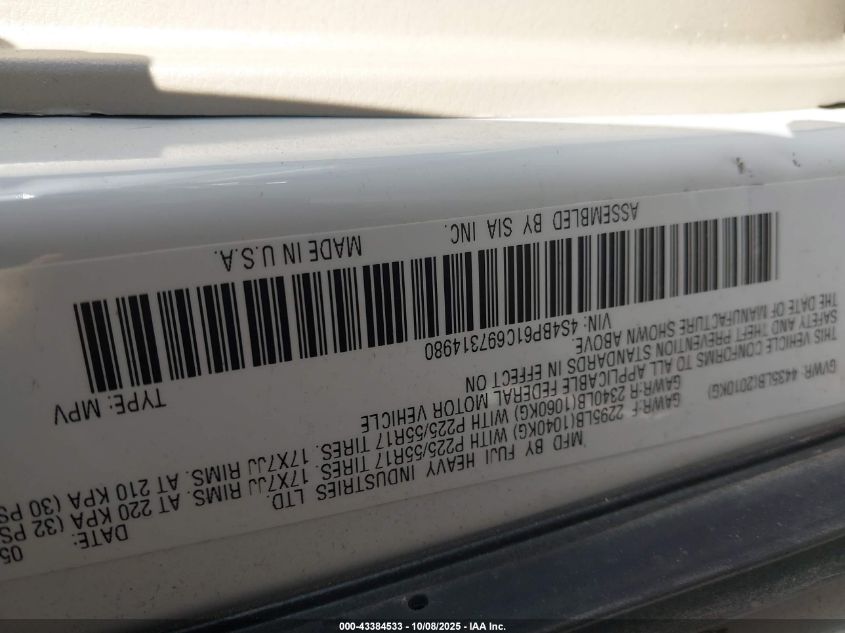 MFD BY FUJI HEAVY INDUSTRIES LTD. DATE: 05
GVWR: 4435LB(2010KG)
GAWR:F 2295LB(1040KG) WITH P225/55R17 TIRES. 17X7JJ RIMS. AT 220 KPA (32 PS
GAWR:R 2340LB(1060KG) WITH P225/55R17 TIRES. 17X7JJ RIMS. AT 210 KPA (30 PS
THIS VEHICLE CONFORMS TO ALL APPLICABLE FEDERAL MOTOR VEHICLE
SAFETY AND THEFT PREVENTION STANDARDS IN EFFECT ON
THE DATE OF MANUFACTURE SHOWN ABOVE.
VIN: 4S4BP61C697314980 TYPE: MPV
ASSEMBLED BY SIA INC. MADE IN U.S.A.
000-43384533 - 10/08/2025 - IAA Inc.